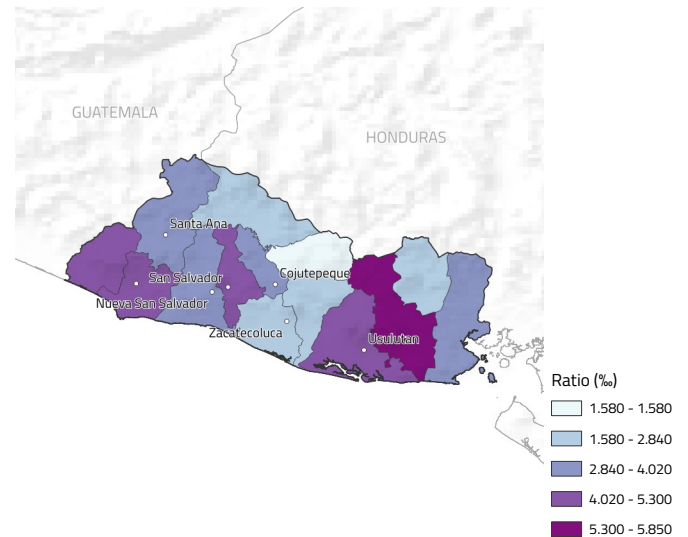 GUATEMALA
HONDURAS
Santa Ana
San Salvador
Cojutepeque
Nueva San Salvador
Zacatecoluca
Usulutan
Ratio (‰)
1.580 - 1.580
1.580 - 2.840
2.840 - 4.020
4.020 - 5.300
5.300 - 5.850